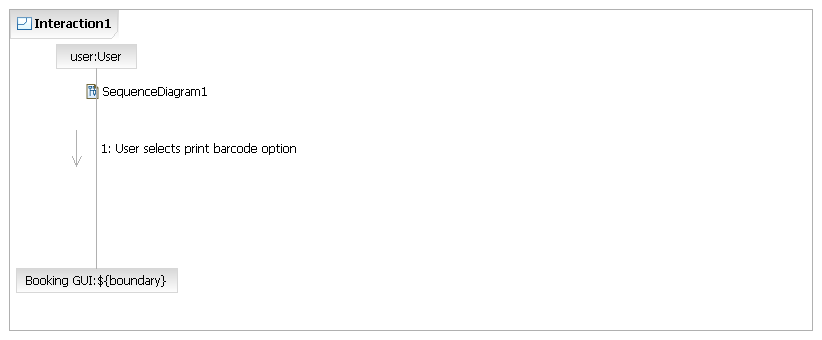 Interaction1
user:User
SequenceDiagram1
1: User selects print barcode option
Booking GUI:${boundary}